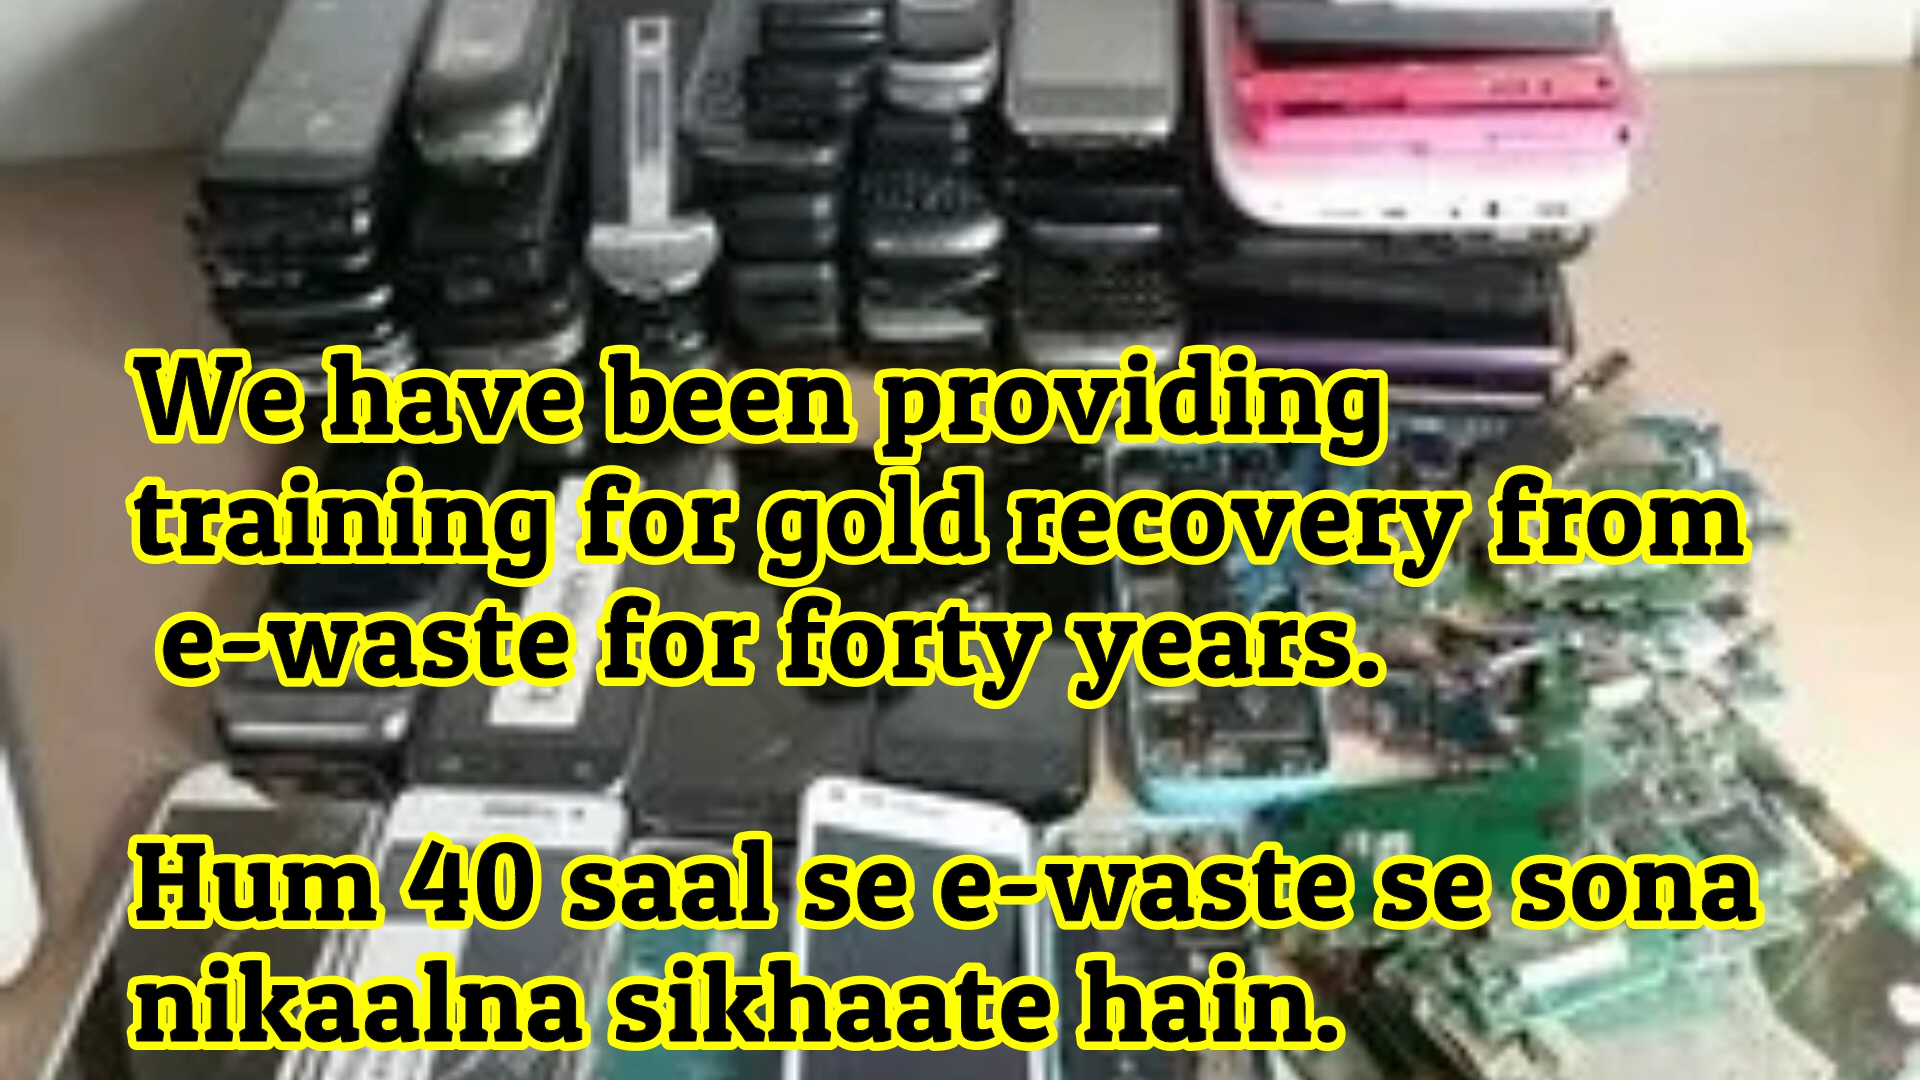 We have been providing
training for gold recovery from
e-waste for forty years.
Hum 40 saal se e-waste se sona
nikaalna sikhaate hain.